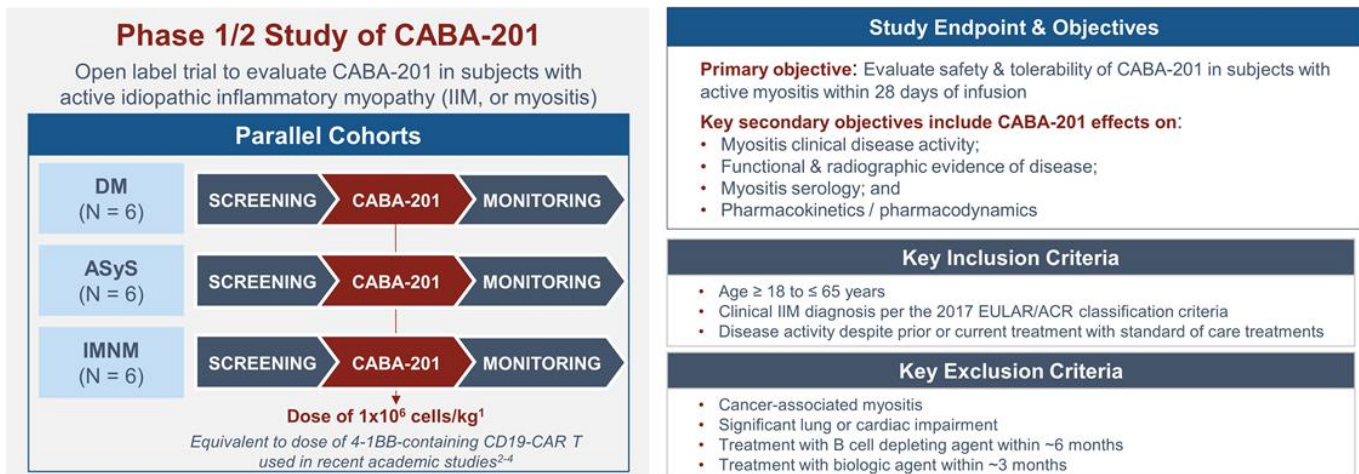 Phase 1/2 Study of CABA-201
Open label trial to evaluate CABA-201 in subjects with
active idiopathic inflammatory myopathy (IIM, or myositis)
Parallel Cohorts
DM
(N = 6)
SCREENING CABA-201 MONITORING
ASyS
(N = 6)
SCREENING CABA-201 MONITORING
IMNM
(N = 6)
SCREENING CABA-201 MONITORING
Dose of 1x10⁶ cells/kg¹
Equivalent to dose of 4-1BB-containing CD19-CAR T
used in recent academic studies²⁻⁴
Study Endpoint & Objectives
Primary objective: Evaluate safety & tolerability of CABA-201 in subjects with
active myositis within 28 days of infusion
Key secondary objectives include CABA-201 effects on:
• Myositis clinical disease activity;
• Functional & radiographic evidence of disease;
• Myositis serology; and
• Pharmacokinetics / pharmacodynamics
Key Inclusion Criteria
• Age ≥ 18 to ≤ 65 years
• Clinical IIM diagnosis per the 2017 EULAR/ACR classification criteria
• Disease activity despite prior or current treatment with standard of care treatments
Key Exclusion Criteria
• Cancer-associated myositis
• Significant lung or cardiac impairment
• Treatment with B cell depleting agent within ~6 months
• Treatment with biologic agent within ~3 months